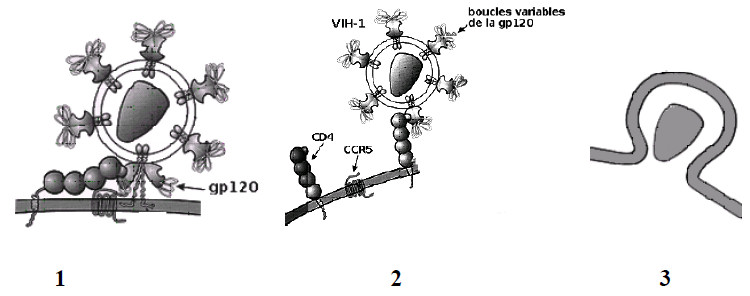 boucles variables
de la gp120
VIH-1
CD4
CCR5
gp120
1 2 3